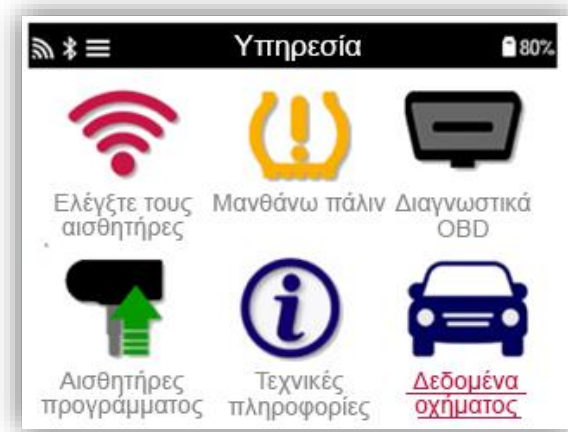 Υπηρεσία
80%
Ελέγξτε τους
αισθητήρες
Μανθάνω πάλιν
Διαγνωστικά
OBD
Αισθητήρες
προγράμματος
Τεχνικές
πληροφορίες
Δεδομένα
οχήματος